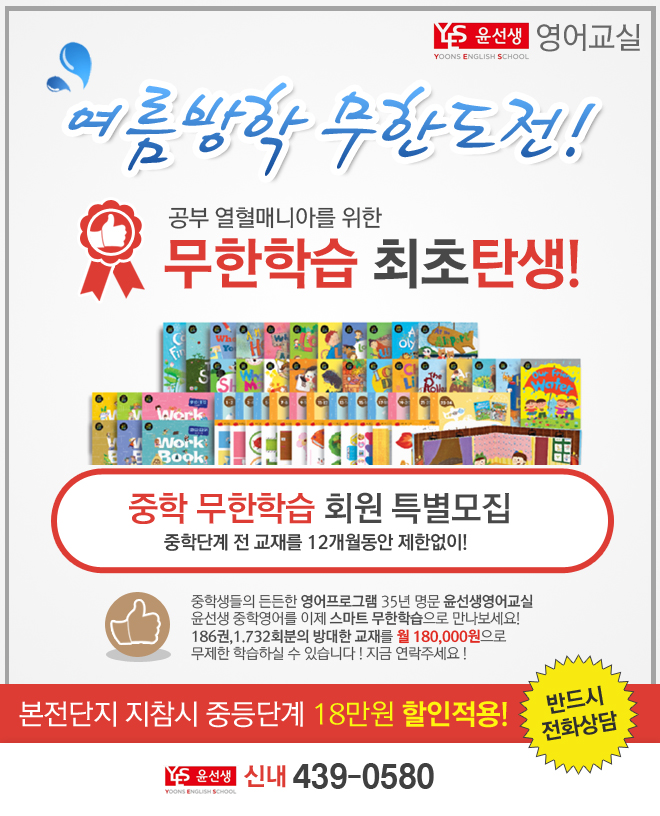 YES 윤선생 영어교실
YOONS ENGLISH SCHOOL
여름방학 무한도전!
공부 열혈매니아를 위한
무한학습 최초탄생!
The
Our Friend
Water
Work
Work
Work
Book
Work
Book
중학 무한학습 회원 특별모집
중학단계 전 교재를 12개월동안 제한없이!
중학생들의 든든한 영어프로그램 35년 명문 윤선생영어교실
윤선생 중학영어를 이제 스마트 무한학습으로 만나보세요!
186권,1.732회분의 방대한 교재를 월 180,000원으로
무제한 학습하실 수 있습니다 ! 지금 연락주세요 !
본전단지 지참시 중등단계 18만원 할인적용!
반드시
전화상담
YES 윤선생 신내 439-0580
YOONS ENGLISH SCHOOL